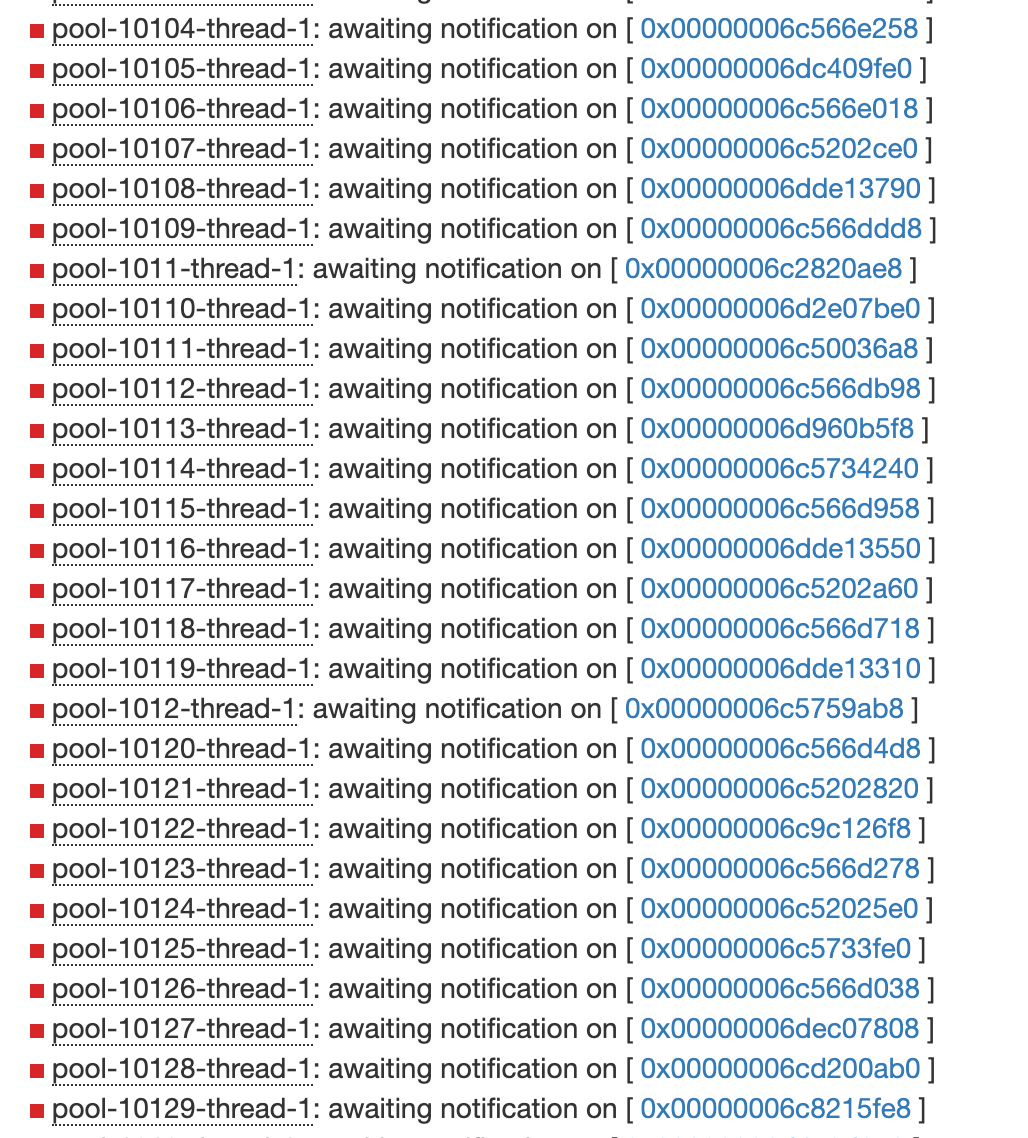 pool-10104-thread-1: awaiting notification on [ 0x00000006c566e258 ]
pool-10105-thread-1: awaiting notification on [ 0x00000006dc409fe0 ]
pool-10106-thread-1: awaiting notification on [ 0x00000006c566e018 ]
pool-10107-thread-1: awaiting notification on [ 0x00000006c5202ce0 ]
pool-10108-thread-1: awaiting notification on [ 0x00000006dde13790 ]
pool-10109-thread-1: awaiting notification on [ 0x00000006c566ddd8 ]
pool-1011-thread-1: awaiting notification on [ 0x00000006c2820ae8 ]
pool-10110-thread-1: awaiting notification on [ 0x00000006d2e07be0 ]
pool-10111-thread-1: awaiting notification on [ 0x00000006c50036a8 ]
pool-10112-thread-1: awaiting notification on [ 0x00000006c566db98 ]
pool-10113-thread-1: awaiting notification on [ 0x00000006d960b5f8 ]
pool-10114-thread-1: awaiting notification on [ 0x00000006c5734240 ]
pool-10115-thread-1: awaiting notification on [ 0x00000006c566d958 ]
pool-10116-thread-1: awaiting notification on [ 0x00000006dde13550 ]
pool-10117-thread-1: awaiting notification on [ 0x00000006c5202a60 ]
pool-10118-thread-1: awaiting notification on [ 0x00000006c566d718 ]
pool-10119-thread-1: awaiting notification on [ 0x00000006dde13310 ]
pool-1012-thread-1: awaiting notification on [ 0x00000006c5759ab8 ]
pool-10120-thread-1: awaiting notification on [ 0x00000006c566d4d8 ]
pool-10121-thread-1: awaiting notification on [ 0x00000006c5202820 ]
pool-10122-thread-1: awaiting notification on [ 0x00000006c9c126f8 ]
pool-10123-thread-1: awaiting notification on [ 0x00000006c566d278 ]
pool-10124-thread-1: awaiting notification on [ 0x00000006c52025e0 ]
pool-10125-thread-1: awaiting notification on [ 0x00000006c5733fe0 ]
pool-10126-thread-1: awaiting notification on [ 0x00000006c566d038 ]
pool-10127-thread-1: awaiting notification on [ 0x00000006dec07808 ]
pool-10128-thread-1: awaiting notification on [ 0x00000006cd200ab0 ]
pool-10129-thread-1: awaiting notification on [ 0x00000006c8215fe8 ]